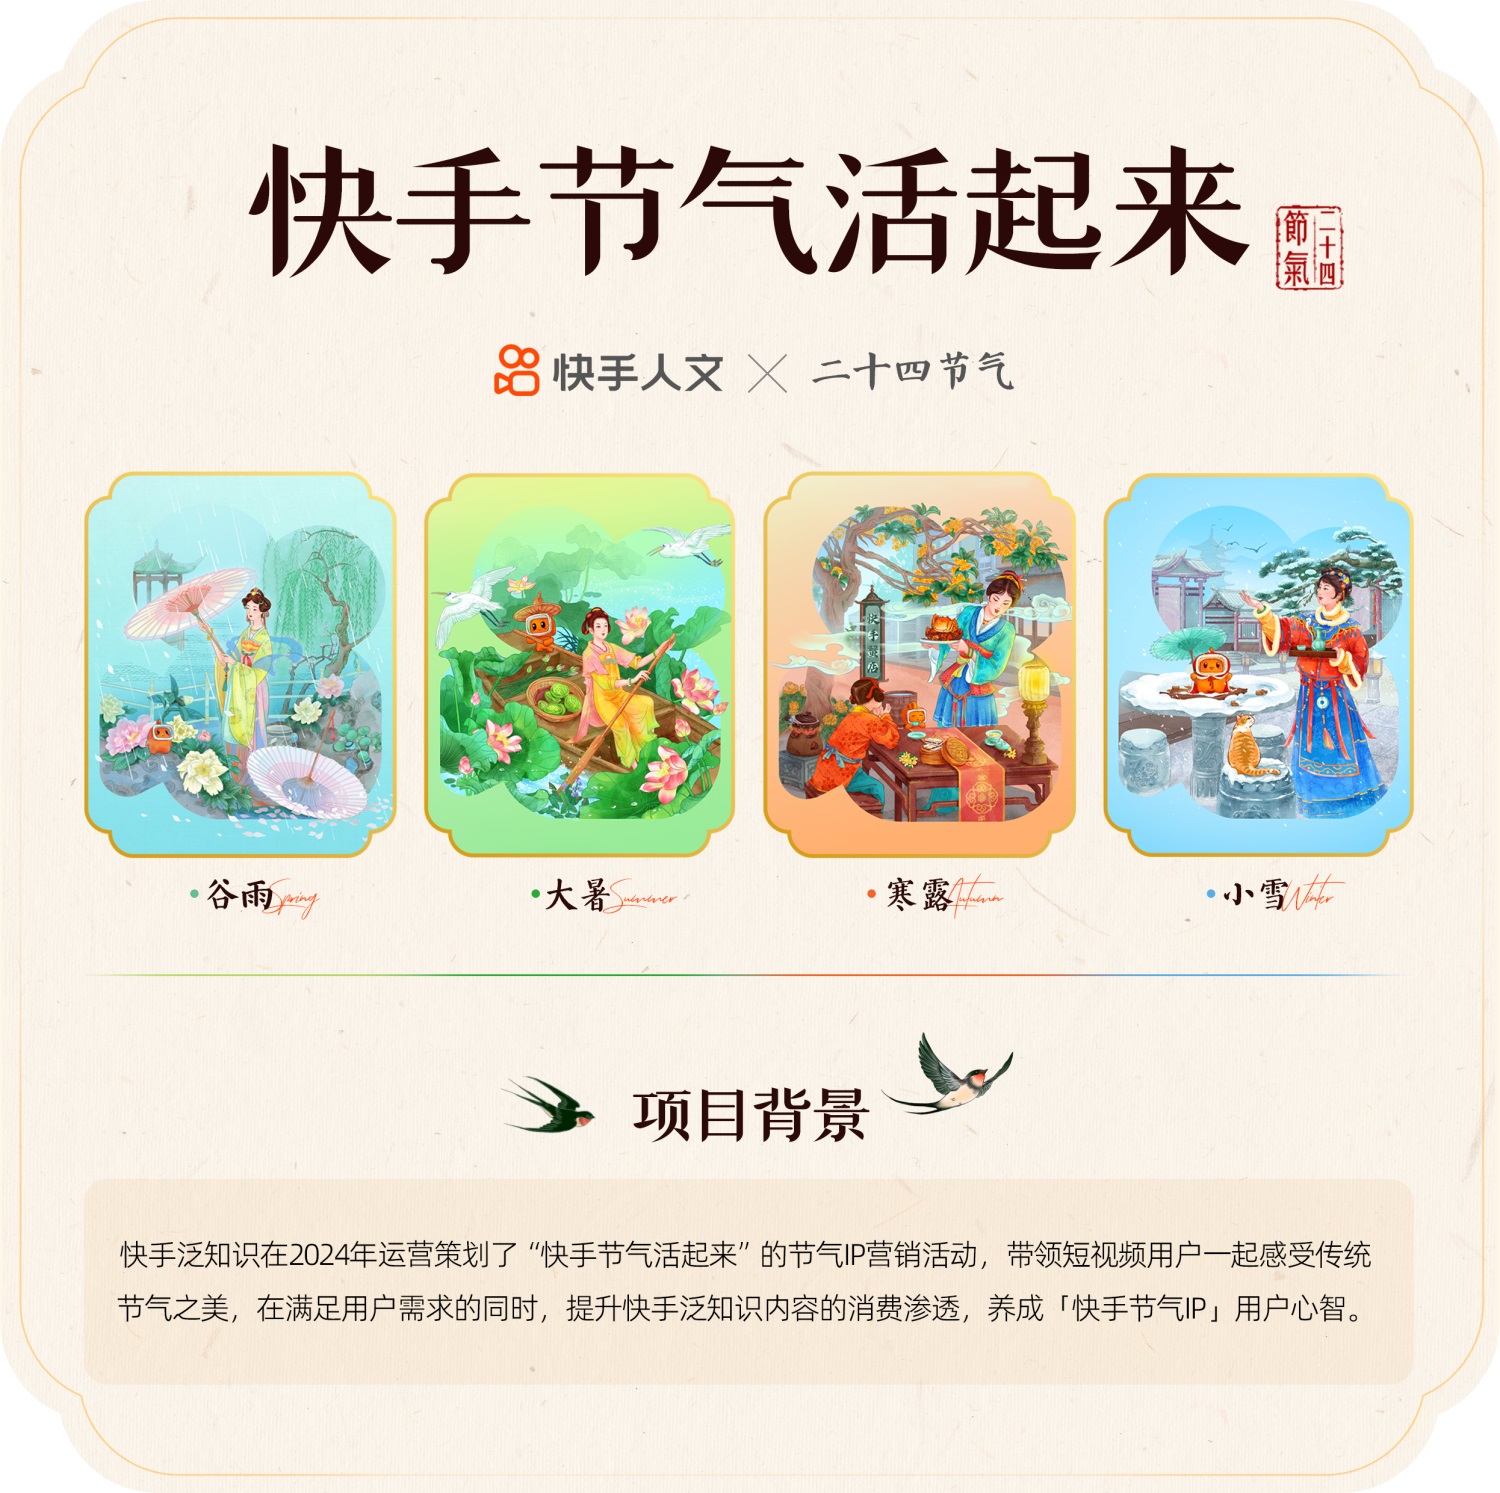 快手节气活起来
二十四
節氣
快手人文 × 二十四节气
谷雨 Spring
大暑 Summer
寒露 Autumn
小雪 Winter
项目背景
快手泛知识在2024年运营策划了“快手节气活起来”的节气IP营销活动，带领短视频用户一起感受传统
节气之美，在满足用户需求的同时，提升快手泛知识内容的消费渗透，养成「快手节气IP」用户心智。